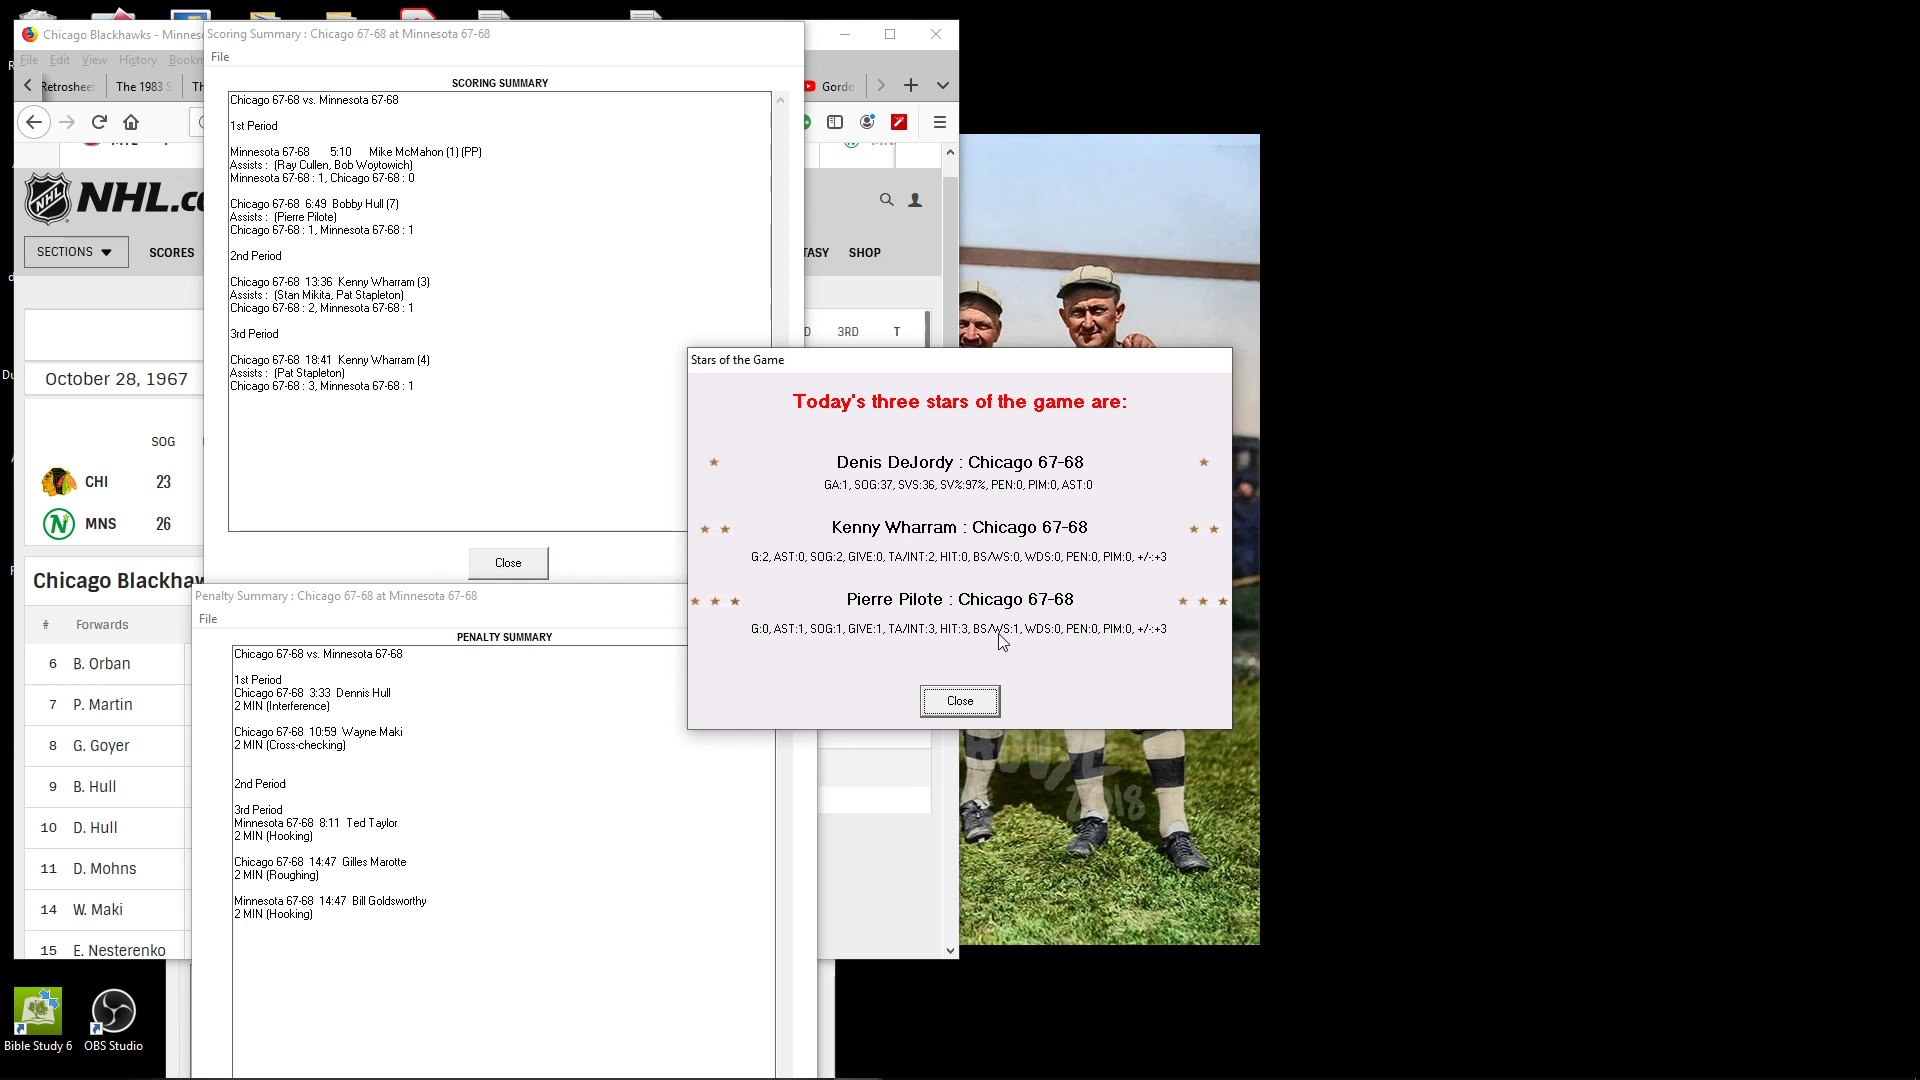 Chicago Blackhawks - Minnes
File Edit View History Bookm
Retrosheet
The 1983 S
Th
Gordo
NHL.c
SECTIONS
SCORES
TASY
SHOP
3RD T
October 28, 1967
SOG
CHI 23
MNS 26
Chicago Blackhaw
# Forwards
6 B. Orban
7 P. Martin
8 G. Goyer
9 B. Hull
10 D. Hull
11 D. Mohns
14 W. Maki
15 E. Nesterenko
Scoring Summary : Chicago 67-68 at Minnesota 67-68
File
SCORING SUMMARY
Chicago 67-68 vs. Minnesota 67-68
1st Period
Minnesota 67-68 5:10 Mike McMahon (1) (PP)
Assists : (Ray Cullen, Bob Woytowich)
Minnesota 67-68 : 1, Chicago 67-68 : 0
Chicago 67-68 6:49 Bobby Hull (7)
Assists : (Pierre Pilote)
Chicago 67-68 : 1, Minnesota 67-68 : 1
2nd Period
Chicago 67-68 13:36 Kenny Wharram (3)
Assists : (Stan Mikita, Pat Stapleton)
Chicago 67-68 : 2, Minnesota 67-68 : 1
3rd Period
Chicago 67-68 18:41 Kenny Wharram (4)
Assists : (Pat Stapleton)
Chicago 67-68 : 3, Minnesota 67-68 : 1
Close
Penalty Summary : Chicago 67-68 at Minnesota 67-68
File
PENALTY SUMMARY
Chicago 67-68 vs. Minnesota 67-68
1st Period
Chicago 67-68 3:33 Dennis Hull
2 MIN (Interference)
Chicago 67-68 10:59 Wayne Maki
2 MIN (Cross-checking)
2nd Period
3rd Period
Minnesota 67-68 8:11 Ted Taylor
2 MIN (Hooking)
Chicago 67-68 14:47 Gilles Marotte
2 MIN (Roughing)
Minnesota 67-68 14:47 Bill Goldsworthy
2 MIN (Hooking)
Stars of the Game
Today's three stars of the game are:
Denis DeJordy : Chicago 67-68
GA:1, SOG:37, SVS:36, SV%:97%, PEN:0, PIM:0, AST:0
Kenny Wharram : Chicago 67-68
G:2, AST:0, SOG:2, GIVE:0, TA/INT:2, HIT:0, BS/WS:0, WDS:0, PEN:0, PIM:0, +/-:+3
Pierre Pilote : Chicago 67-68
G:0, AST:1, SOG:1, GIVE:1, TA/INT:3, HIT:3, BS/WS:1, WDS:0, PEN:0, PIM:0, +/-:+3
Close
2018
Bible Study 6
OBS Studio